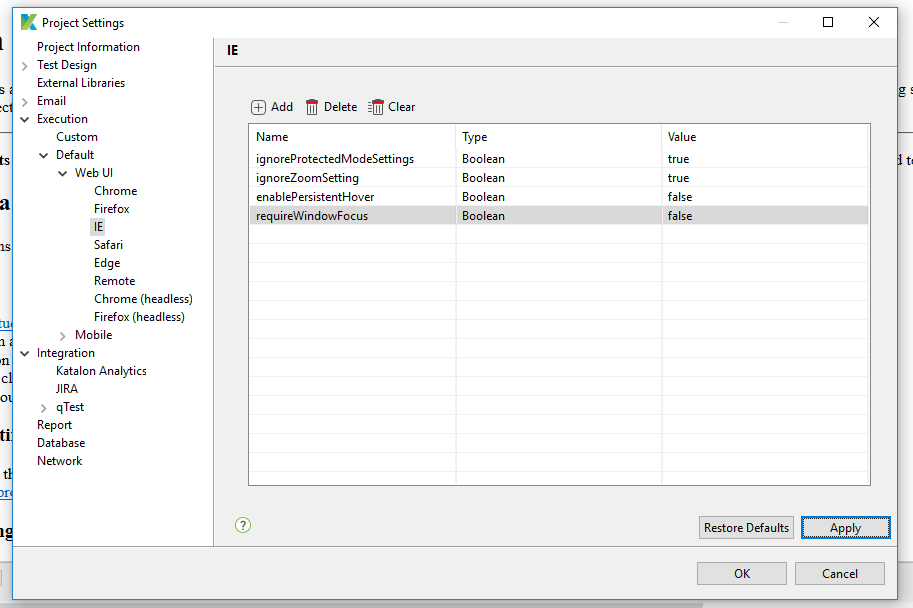 Project Settings
Project Information
Test Design
External Libraries
Email
Execution
Custom
Default
Web UI
Chrome
Firefox
IE
Safari
Edge
Remote
Chrome (headless)
Firefox (headless)
Mobile
Integration
Katalon Analytics
JIRA
qTest
Report
Database
Network
IE
Add Delete Clear
Name Type Value
ignoreProtectedModeSettings Boolean true
ignoreZoomSetting Boolean true
enablePersistentHover Boolean false
requireWindowFocus Boolean false
?
Restore Defaults Apply
OK Cancel